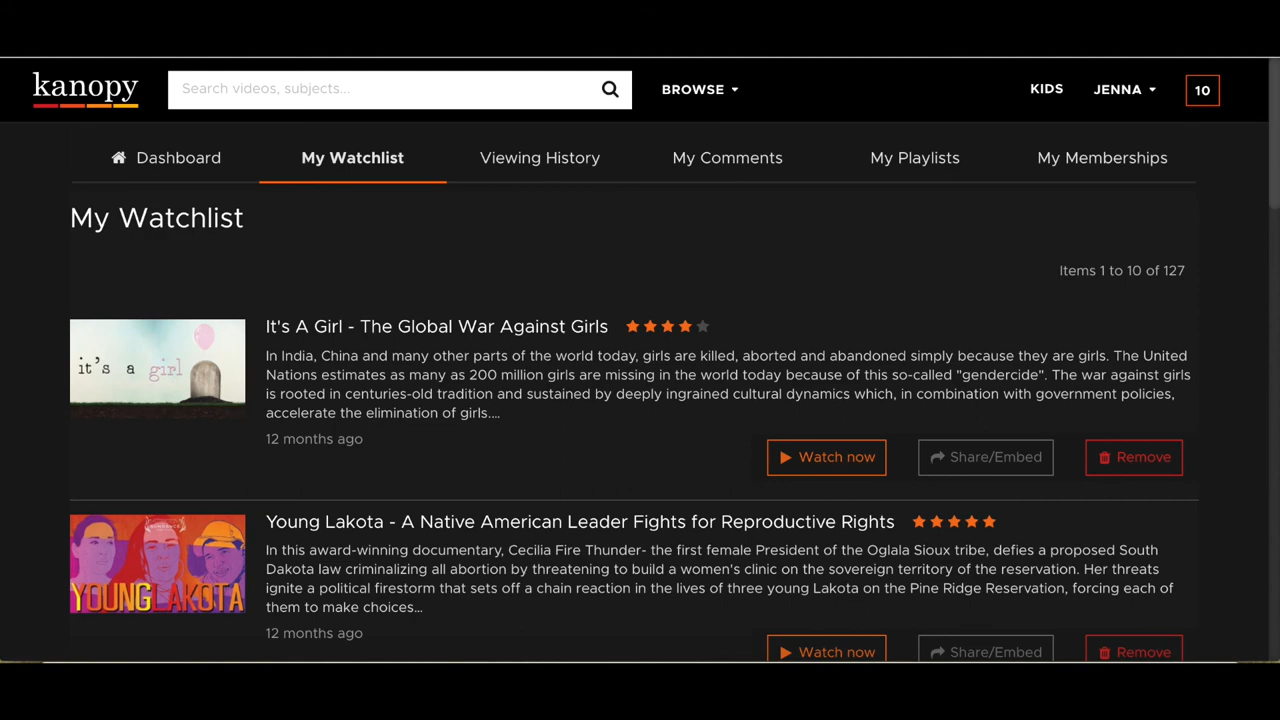 kanopy
Search videos, subjects...
BROWSE
KIDS
JENNA
10
Dashboard
My Watchlist
Viewing History
My Comments
My Playlists
My Memberships
My Watchlist
Items 1 to 10 of 127
it's a girl
It's A Girl - The Global War Against Girls
In India, China and many other parts of the world today, girls are killed, aborted and abandoned simply because they are girls. The United
Nations estimates as many as 200 million girls are missing in the world today because of this so-called "gendercide". The war against girls
is rooted in centuries-old tradition and sustained by deeply ingrained cultural dynamics which, in combination with government policies,
accelerate the elimination of girls....
12 months ago
Watch now
Share/Embed
Remove
YOUNG LAKOTA
Young Lakota - A Native American Leader Fights for Reproductive Rights
In this award-winning documentary, Cecilia Fire Thunder- the first female President of the Oglala Sioux tribe, defies a proposed South
Dakota law criminalizing all abortion by threatening to build a women's clinic on the sovereign territory of the reservation. Her threats
ignite a political firestorm that sets off a chain reaction in the lives of three young Lakota on the Pine Ridge Reservation, forcing each of
them to make choices...
12 months ago
Watch now
Share/Embed
Remove